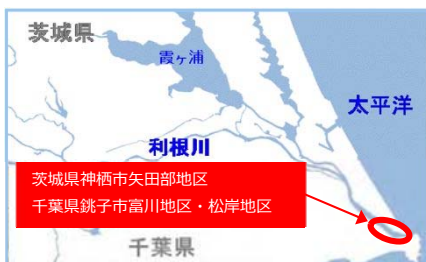 茨城県
霞ヶ浦
太平洋
利根川
茨城県神栖市矢田部地区
千葉県銚子市富川地区・松岸地区
千葉県